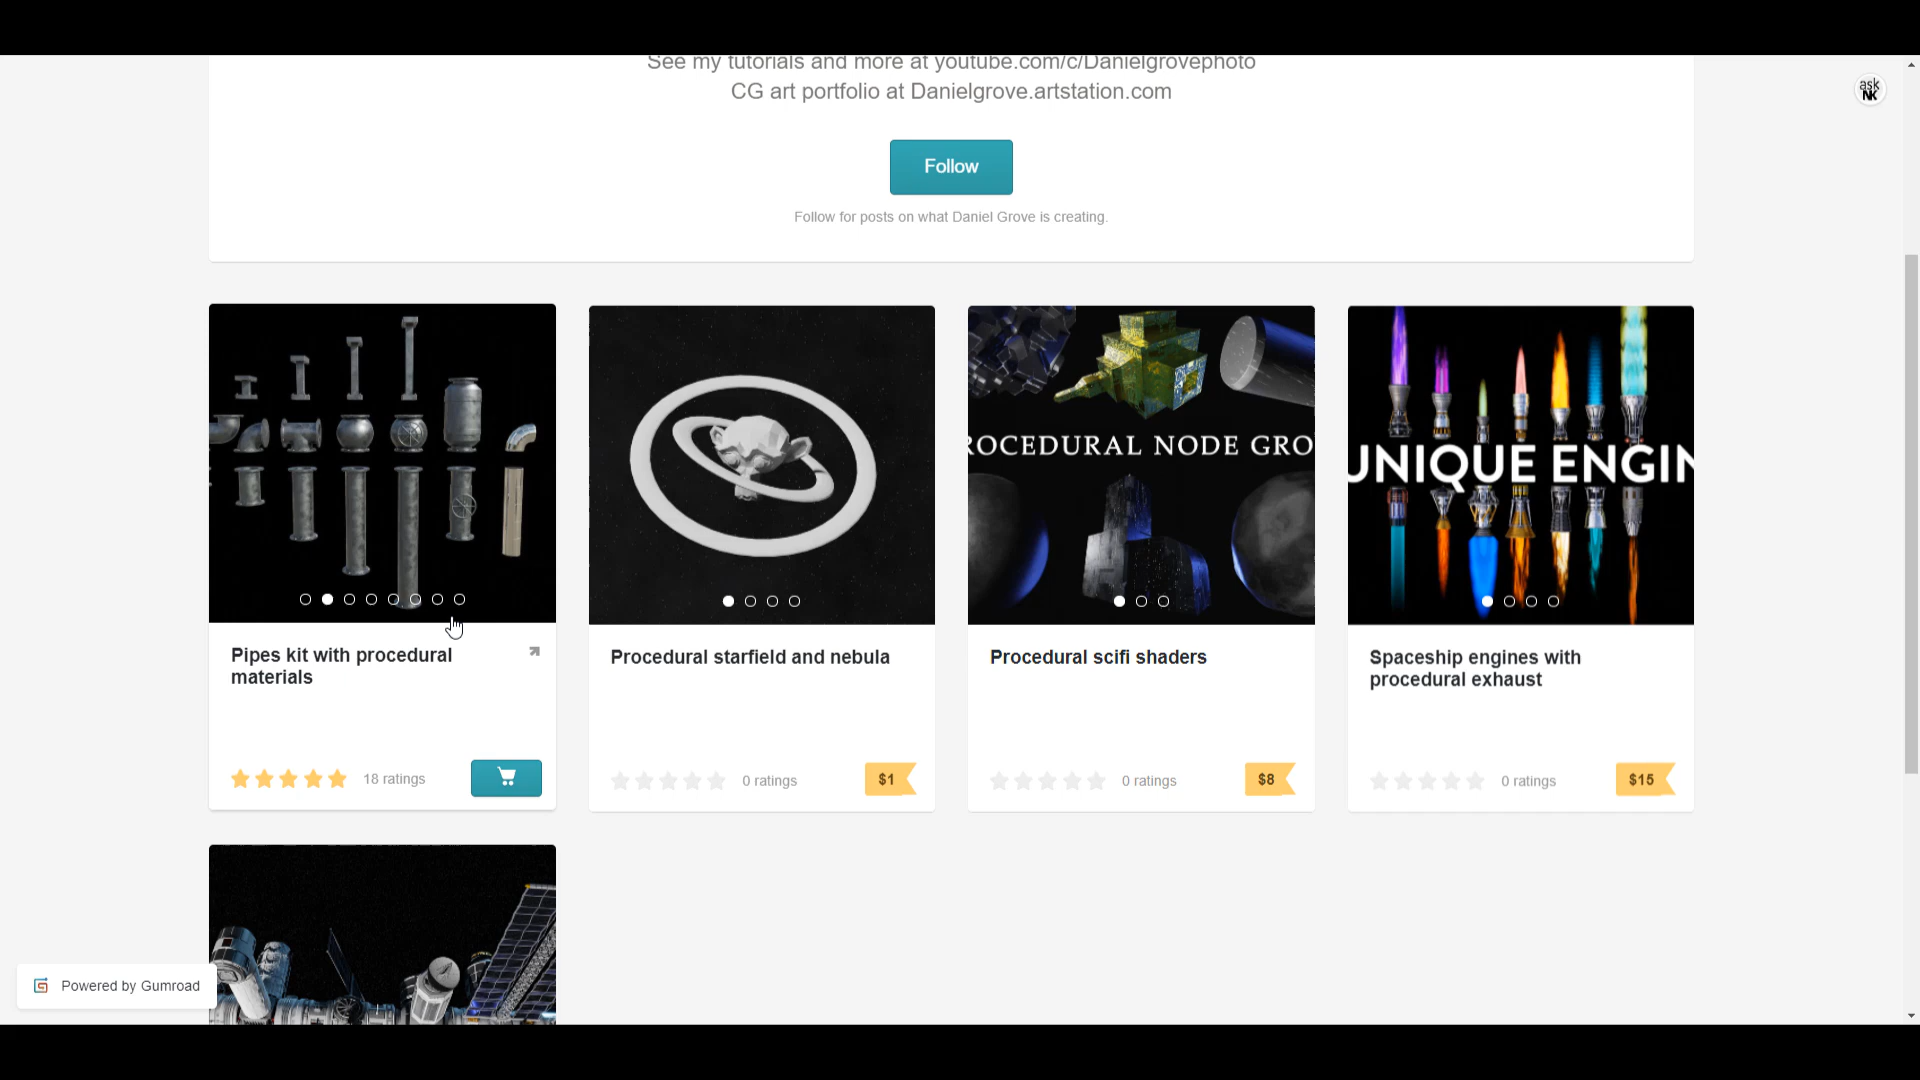 See my tutorials and more at youtube.com/c/Danielgrovephoto
CG art portfolio at Danielgrove.artstation.com
ask
NK
Follow
Follow for posts on what Daniel Grove is creating.
ROCEDURAL NODE GRO
UNIQUE ENGIN
Pipes kit with procedural
materials
18 ratings
Procedural starfield and nebula
0 ratings
$1
Procedural scifi shaders
0 ratings
$8
Spaceship engines with
procedural exhaust
0 ratings
$15
Powered by Gumroad